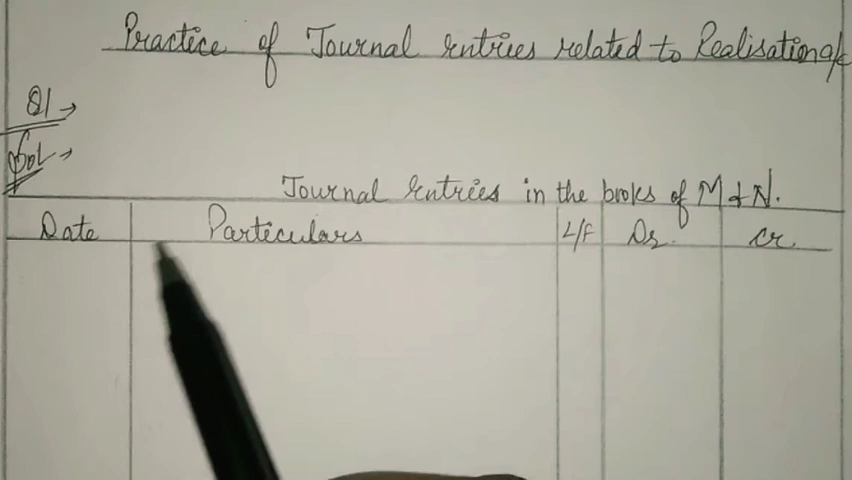 Practice of Journal entries related to Realisation a/c
Q1 →
Sol →
Journal Entries in the books of M & N.
Date Particulars L/F Dr. Cr.